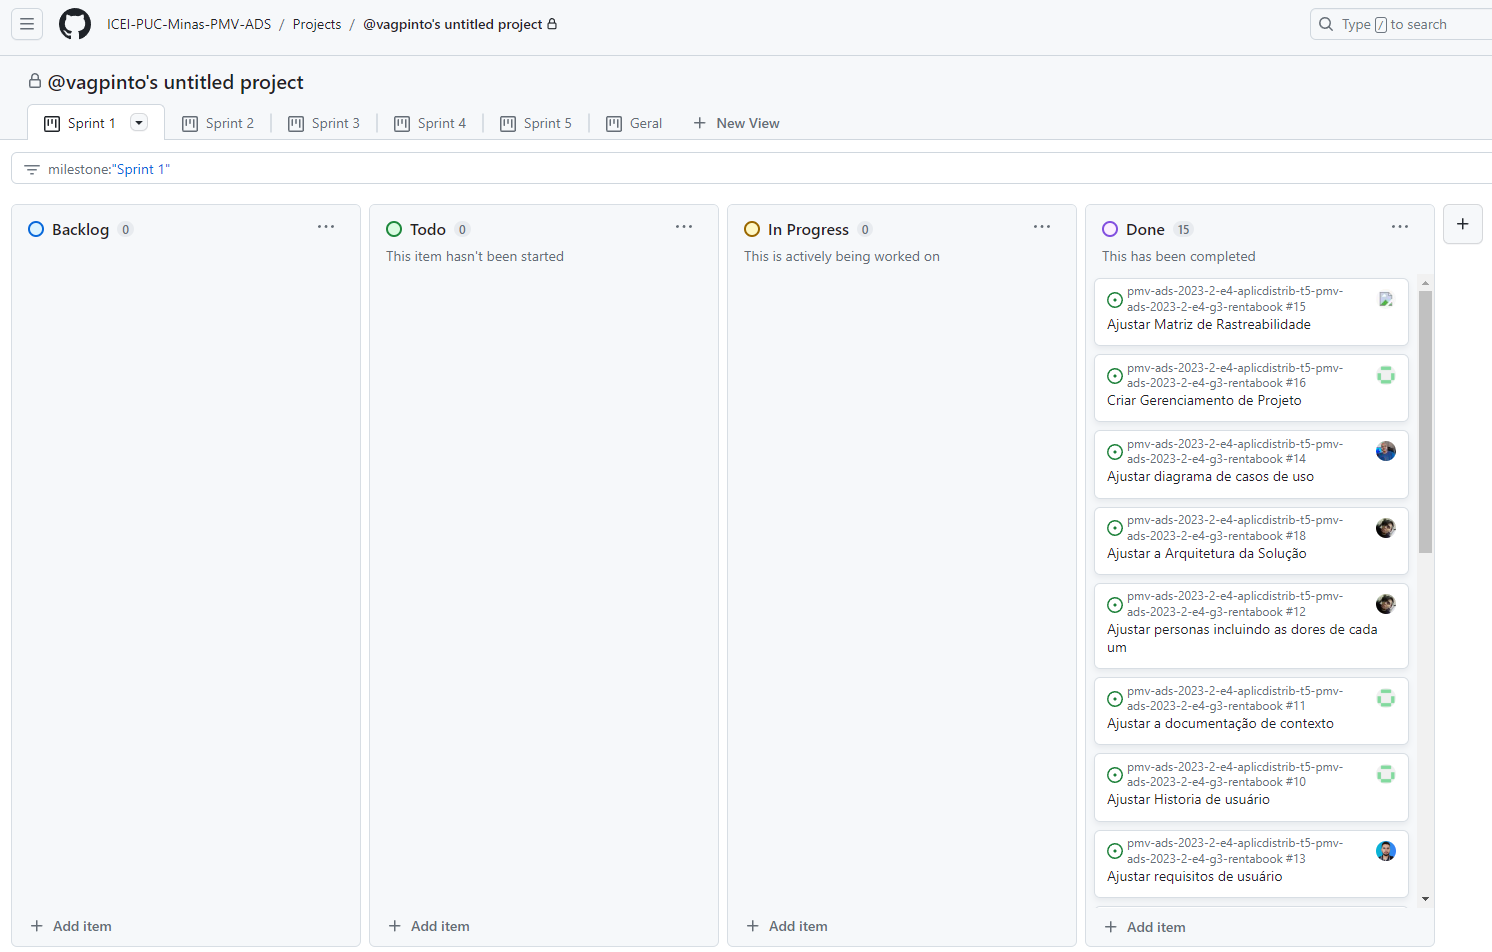 ICEI-PUC-Minas-PMV-ADS / Projects / @vagpinto's untitled project
Type / to search
@vagpinto's untitled project
Sprint 1
Sprint 2
Sprint 3
Sprint 4
Sprint 5
Geral
New View
milestone:"Sprint 1"
Backlog 0
Todo 0
This item hasn't been started
In Progress 0
This is actively being worked on
Done 15
This has been completed
pmv-ads-2023-2-e4-aplicdistrib-t5-pmv-
ads-2023-2-e4-g3-rentabook #15
Ajustar Matriz de Rastreabilidade
pmv-ads-2023-2-e4-aplicdistrib-t5-pmv-
ads-2023-2-e4-g3-rentabook #16
Criar Gerenciamento de Projeto
pmv-ads-2023-2-e4-aplicdistrib-t5-pmv-
ads-2023-2-e4-g3-rentabook #14
Ajustar diagrama de casos de uso
pmv-ads-2023-2-e4-aplicdistrib-t5-pmv-
ads-2023-2-e4-g3-rentabook #18
Ajustar a Arquitetura da Solução
pmv-ads-2023-2-e4-aplicdistrib-t5-pmv-
ads-2023-2-e4-g3-rentabook #12
Ajustar personas incluindo as dores de cada
um
pmv-ads-2023-2-e4-aplicdistrib-t5-pmv-
ads-2023-2-e4-g3-rentabook #11
Ajustar a documentação de contexto
pmv-ads-2023-2-e4-aplicdistrib-t5-pmv-
ads-2023-2-e4-g3-rentabook #10
Ajustar Historia de usuário
pmv-ads-2023-2-e4-aplicdistrib-t5-pmv-
ads-2023-2-e4-g3-rentabook #13
Ajustar requisitos de usuário
Add item
Add item
Add item
Add item